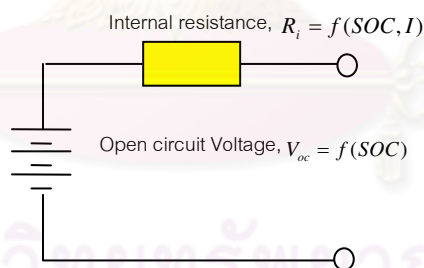 Internal resistance, R_i = f(SOC, I)
Open circuit Voltage, V_oc = f(SOC)